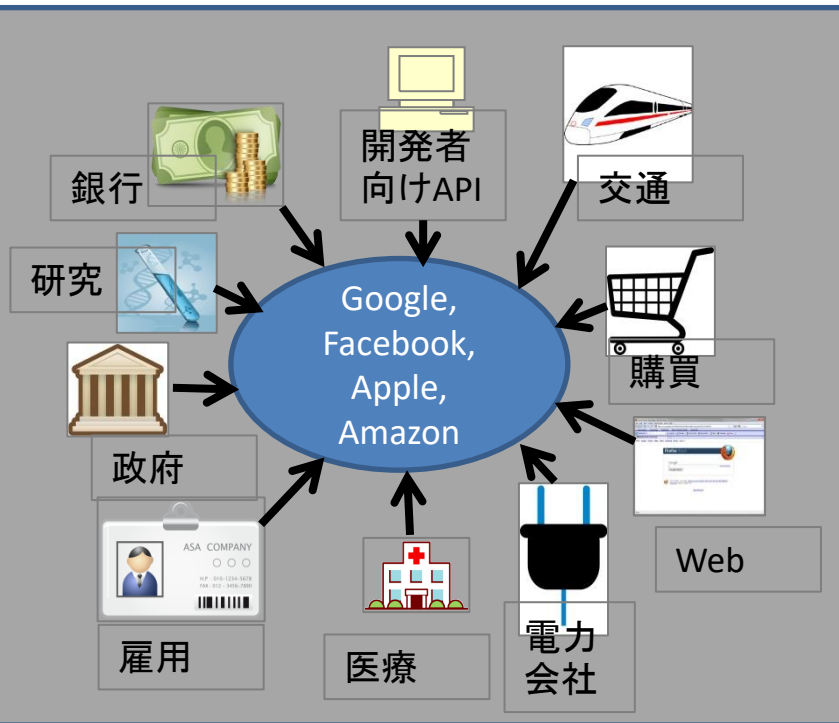 開発者
向けAPI
銀行
交通
研究
Google,
Facebook,
Apple,
Amazon
購買
政府
ASA COMPANY
Web
電力
会社
雇用
医療